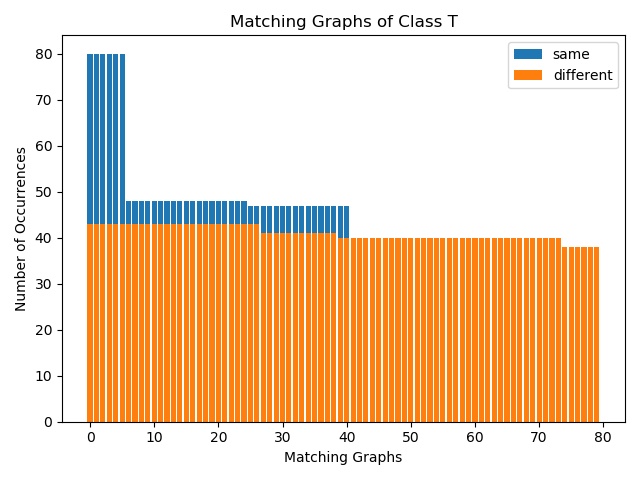 Matching Graphs of Class T
same
different
Number of Occurrences
80
70
60
50
40
30
20
10
0
0 10 20 30 40 50 60 70 80
Matching Graphs